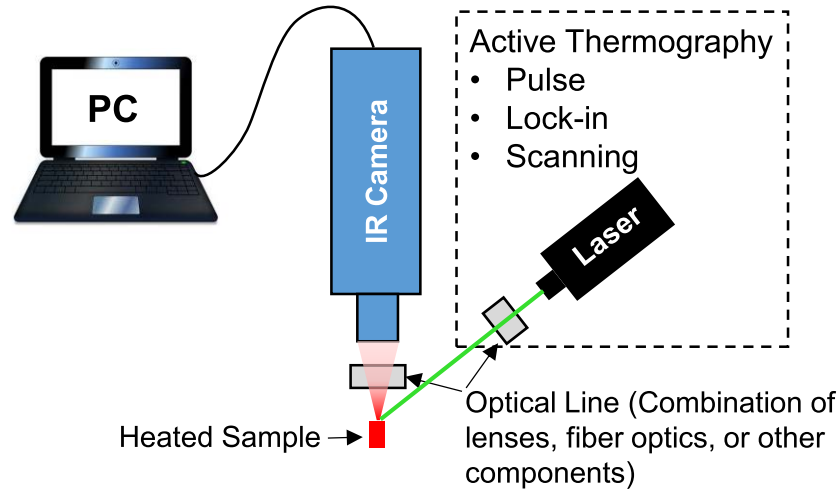 Active Thermography
• Pulse
• Lock-in
• Scanning
PC
IR Camera
Laser
Optical Line (Combination of
lenses, fiber optics, or other
components)
Heated Sample